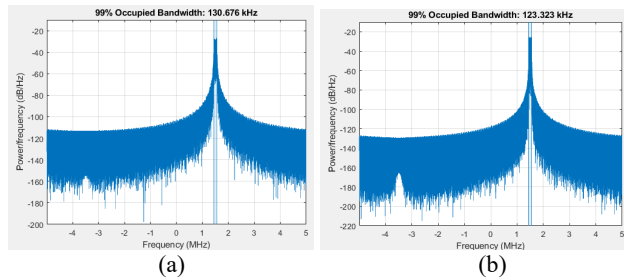 99% Occupied Bandwidth: 130.676 kHz
-20
-40
-60
-80
-100
-120
-140
-160
-180
-200
Power/frequency (dB/Hz)
-4 -3 -2 -1 0 1 2 3 4 5
Frequency (MHz)
(a)
99% Occupied Bandwidth: 123.323 kHz
-20
-40
-60
-80
-100
-120
-140
-160
-180
-200
-220
Power/frequency (dB/Hz)
-4 -3 -2 -1 0 1 2 3 4 5
Frequency (MHz)
(b)